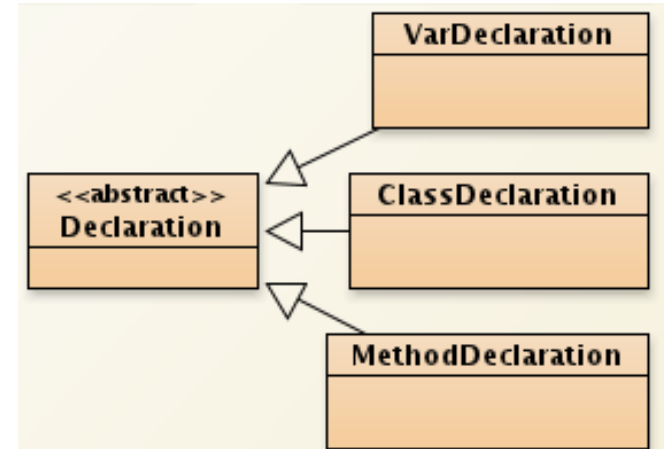 VarDeclaration
<<abstract>>
Declaration
ClassDeclaration
MethodDeclaration